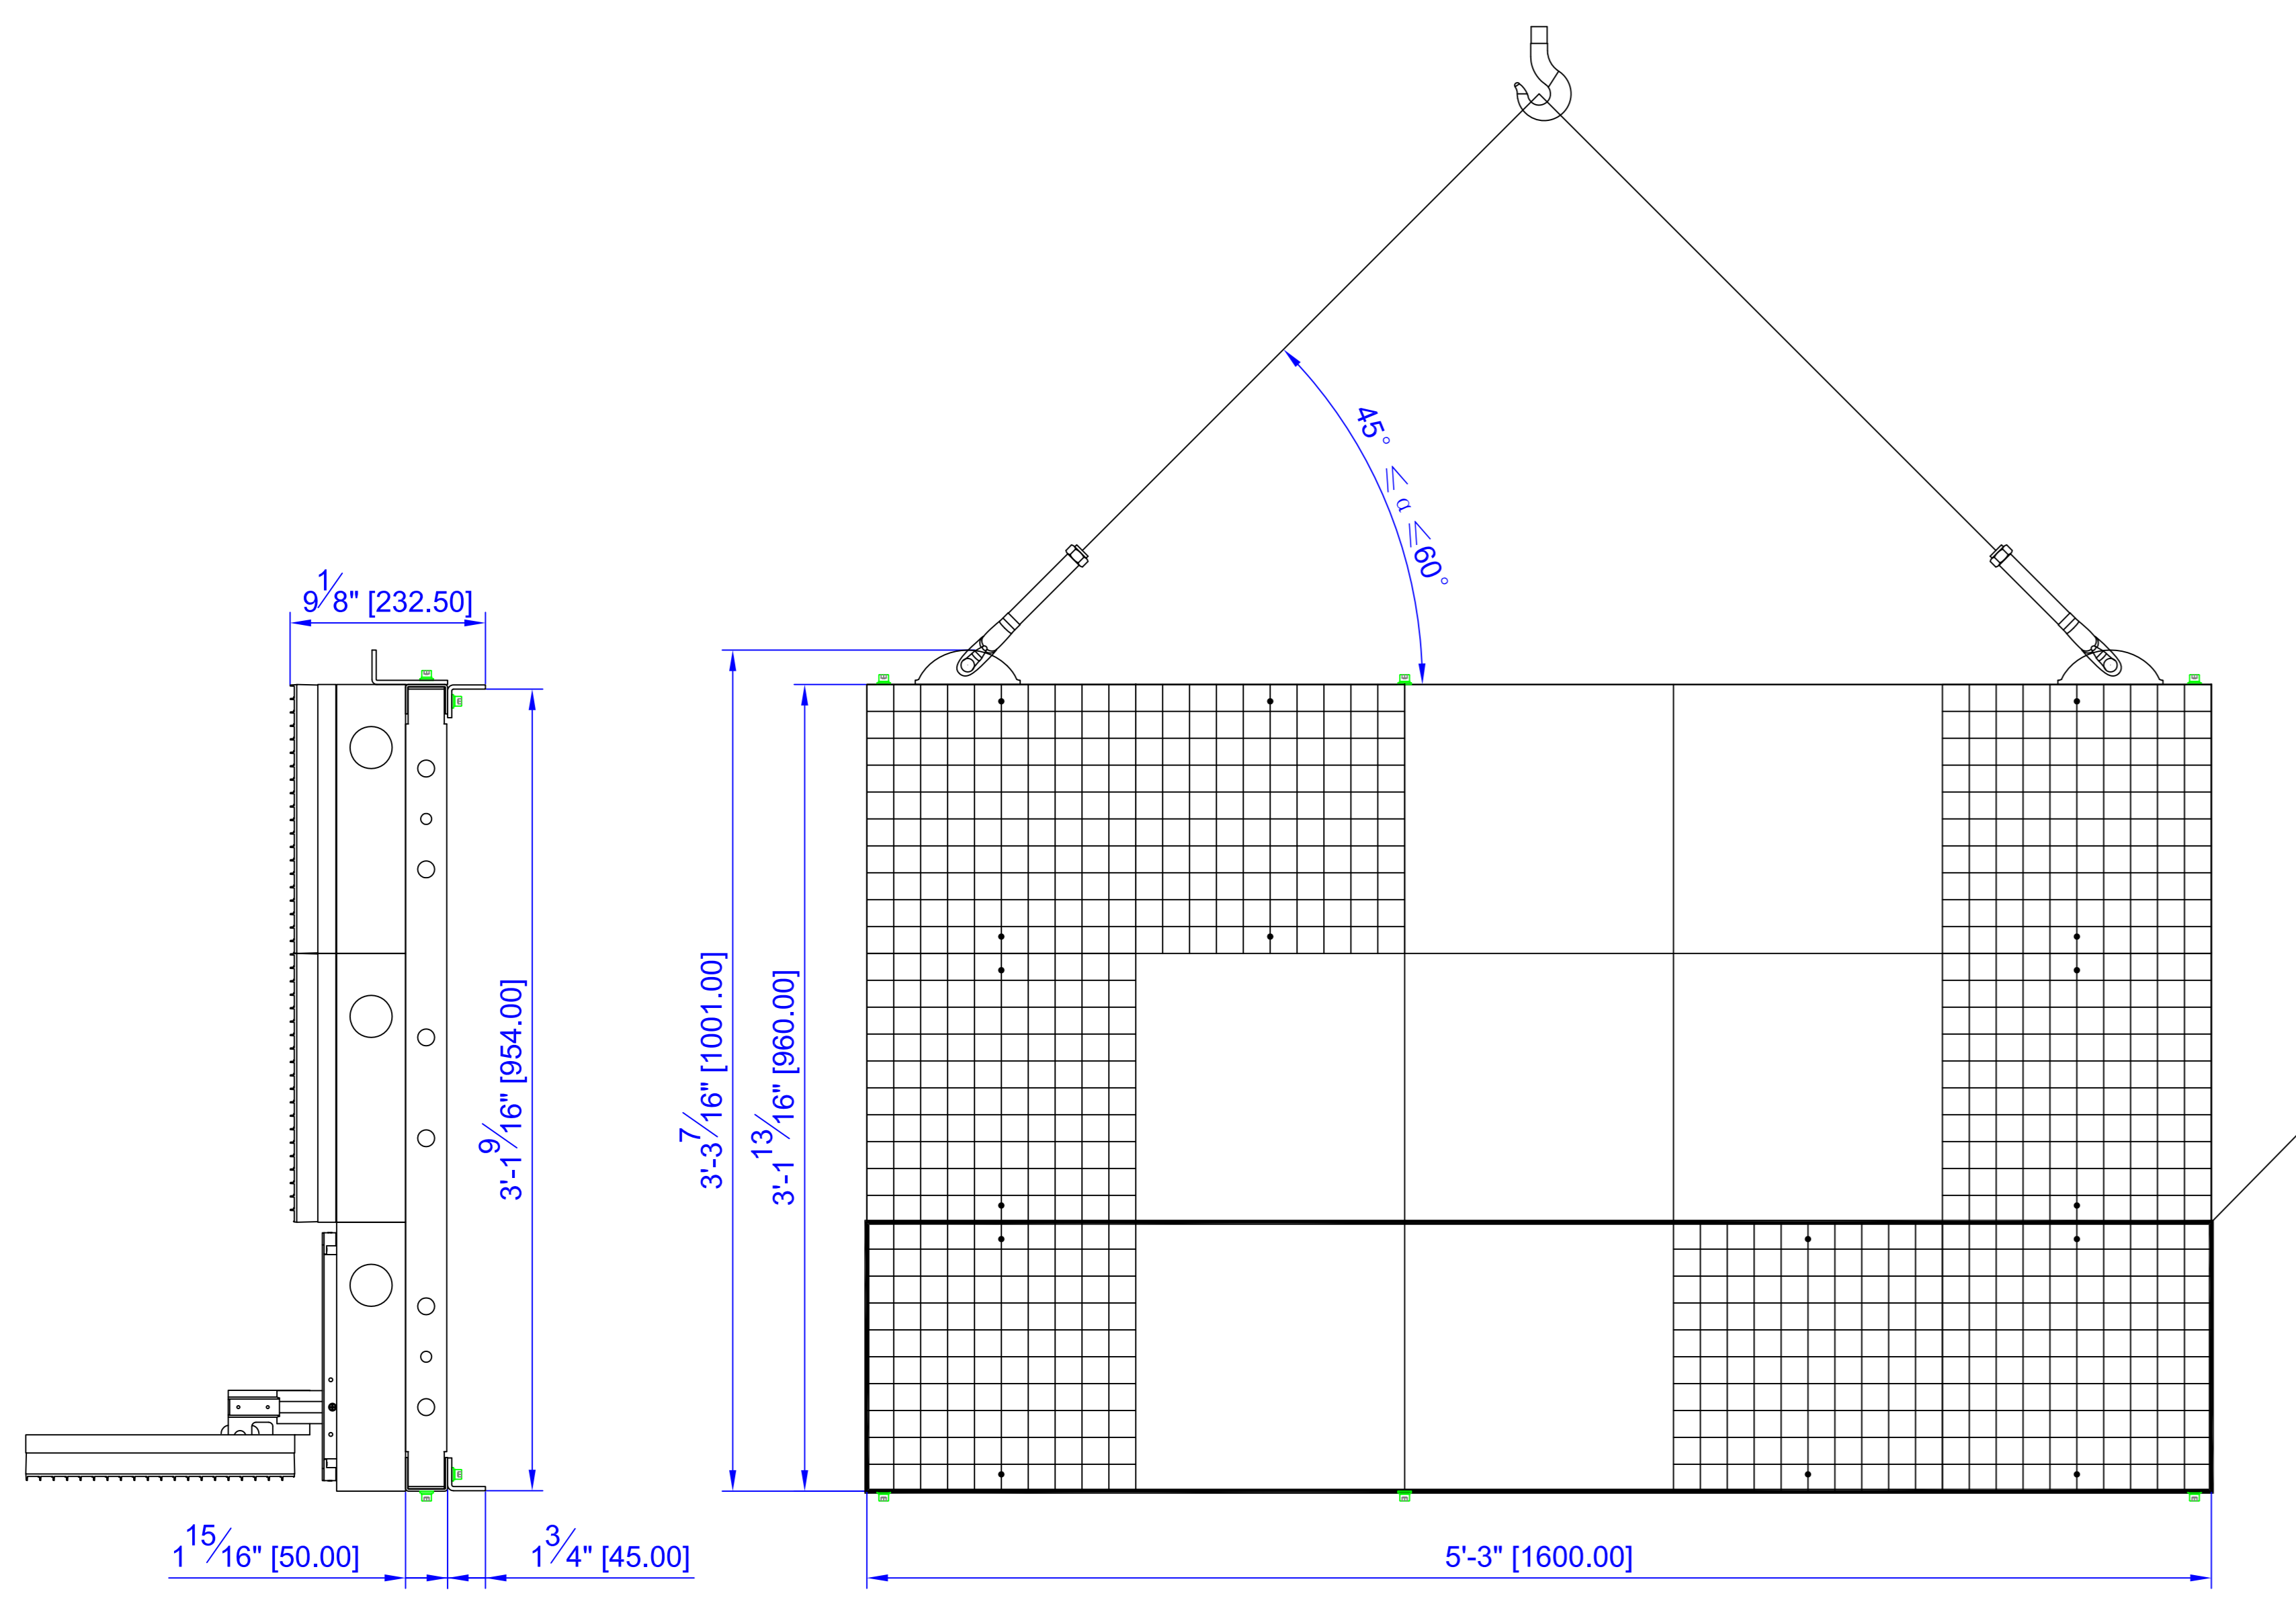 45° ≤ α ≤60°
9 1/8" [232.50]
3'-1 9/16" [954.00]
3'-3 7/16" [1001.00]
3'-1 13/16" [960.00]
1 15/16" [50.00]
1 3/4" [45.00]
5'-3" [1600.00]